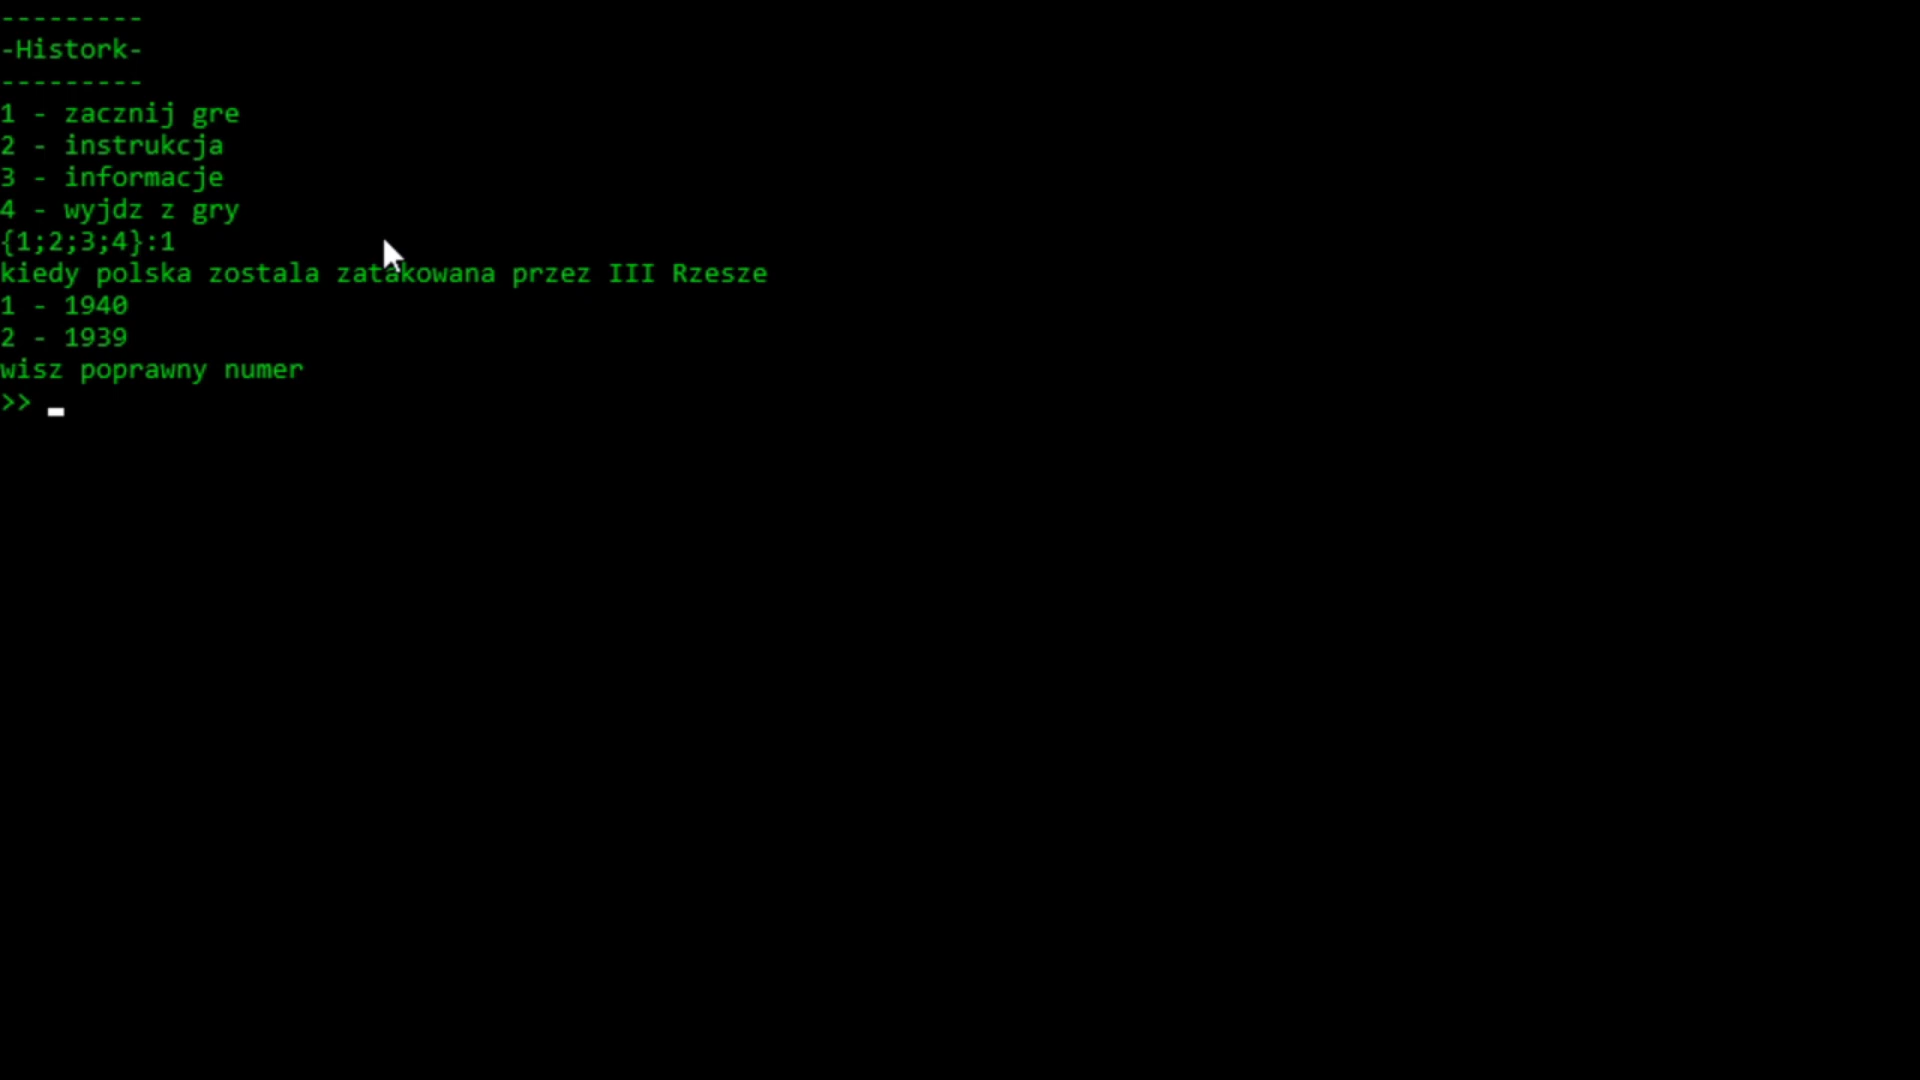 ---------
-Histork-
---------
1 - zacznij gre
2 - instrukcja
3 - informacje
4 - wyjdz z gry
{1;2;3;4}:1
kiedy polska zostala zatakowana przez III Rzesze
1 - 1940
2 - 1939
wisz poprawny numer
>>